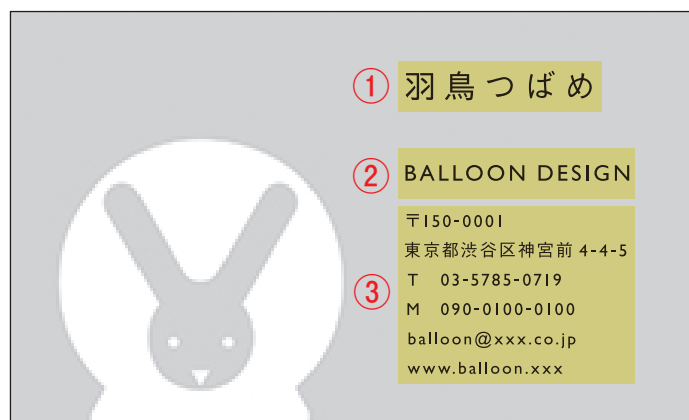 ① 羽鳥つばめ
② BALLOON DESIGN
③
〒150-0001
東京都渋谷区神宮前 4-4-5
T 03-5785-0719
M 090-0100-0100
balloon@xxx.co.jp
www.balloon.xxx